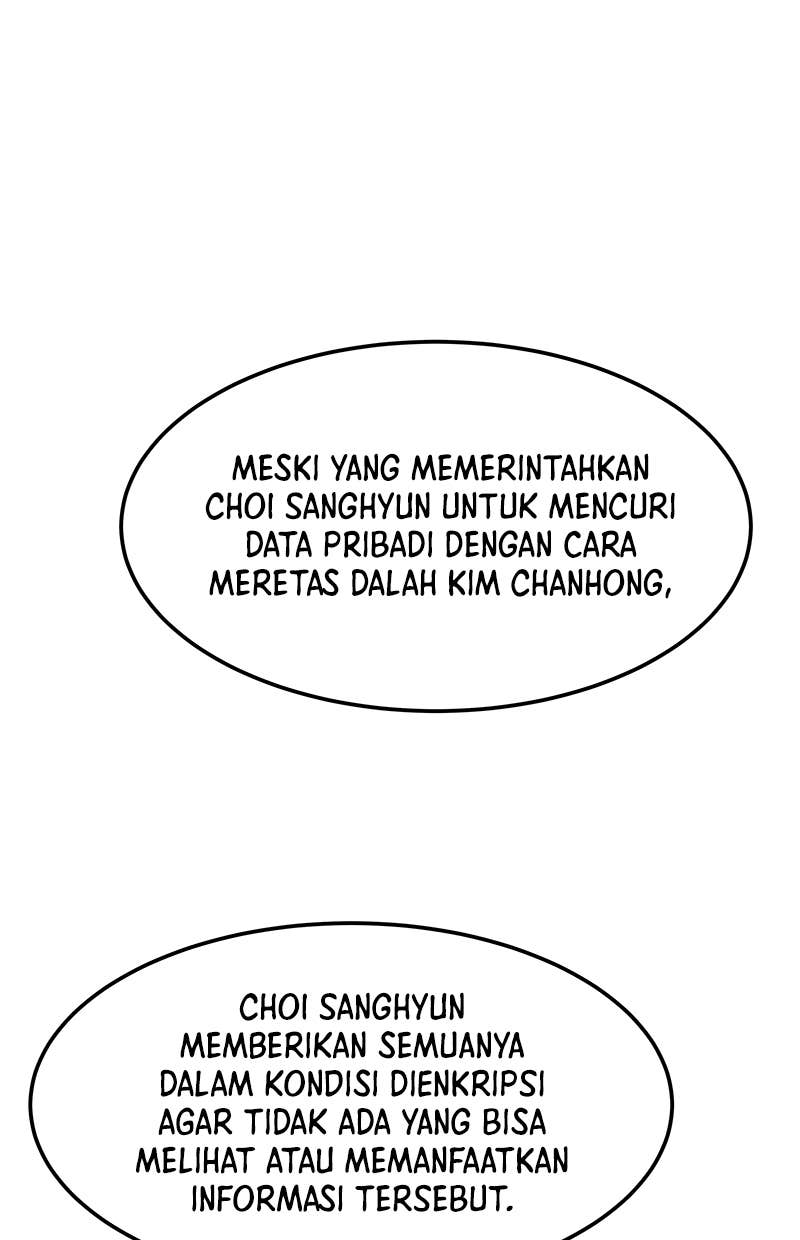 MESKI YANG MEMERINTAHKAN
CHOI SANGHYUN UNTUK MENCURI
DATA PRIBADI DENGAN CARA
MERETAS DALAH KIM CHANHONG,
CHOI SANGHYUN
MEMBERIKAN SEMUANYA
DALAM KONDISI DIENKRIPSI
AGAR TIDAK ADA YANG BISA
MELIHAT ATAU MEMANFAATKAN
INFORMASI TERSEBUT.